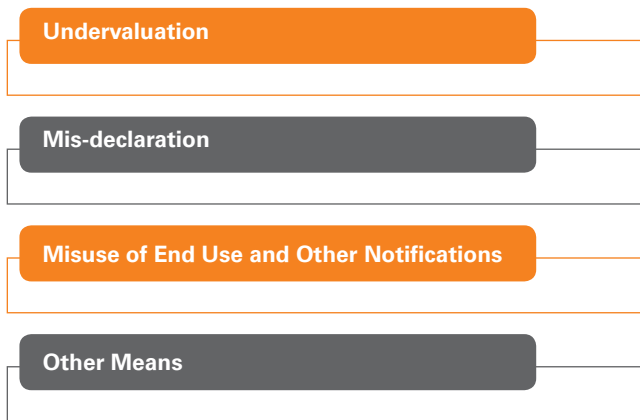 Undervaluation
Mis-declaration
Misuse of End Use and Other Notifications
Other Means